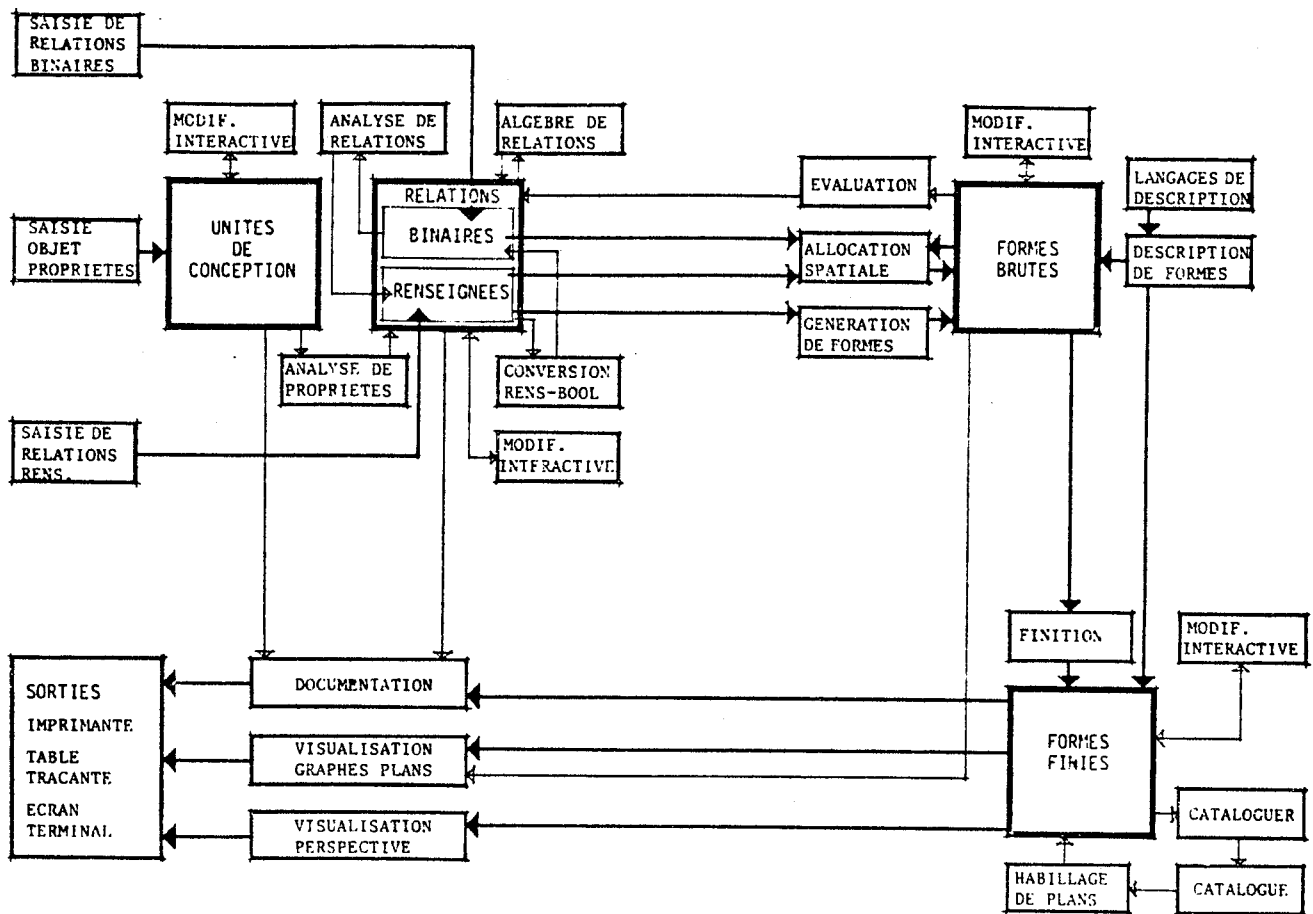 SAISIE DE
RELATIONS
BINAIRES
MODIF.
INTERACTIVE
ANALYSE DE
RELATIONS
ALGEBRE DE
RELATIONS
MODIF.
INTERACTIVE
SAISIE
OBJET
PROPRIETES
UNITES
DE
CONCEPTION
RELATIONS
BINAIRES
RENSEIGNEES
EVALUATION
ALLOCATION
SPATIALE
GENERATION
DE FORMES
FORMES
BRUTES
LANGAGES DE
DESCRIPTION
DESCRIPTION
DE FORMES
ANALYSE DE
PROPRIETES
CONVERSION
RENS-BOOL
SAISIE DE
RELATIONS
RENS.
MODIF.
INTERACTIVE
FINITION
MODIF.
INTERACTIVE
SORTIES
IMPRIMANTE
TABLE
TRACANTE
ECRAN
TERMINAL
DOCUMENTATION
VISUALISATION
GRAPHES PLANS
VISUALISATION
PERSPECTIVE
FORMES
FINIES
CATALOGUER
HABILLAGE
DE PLANS
CATALOGUE